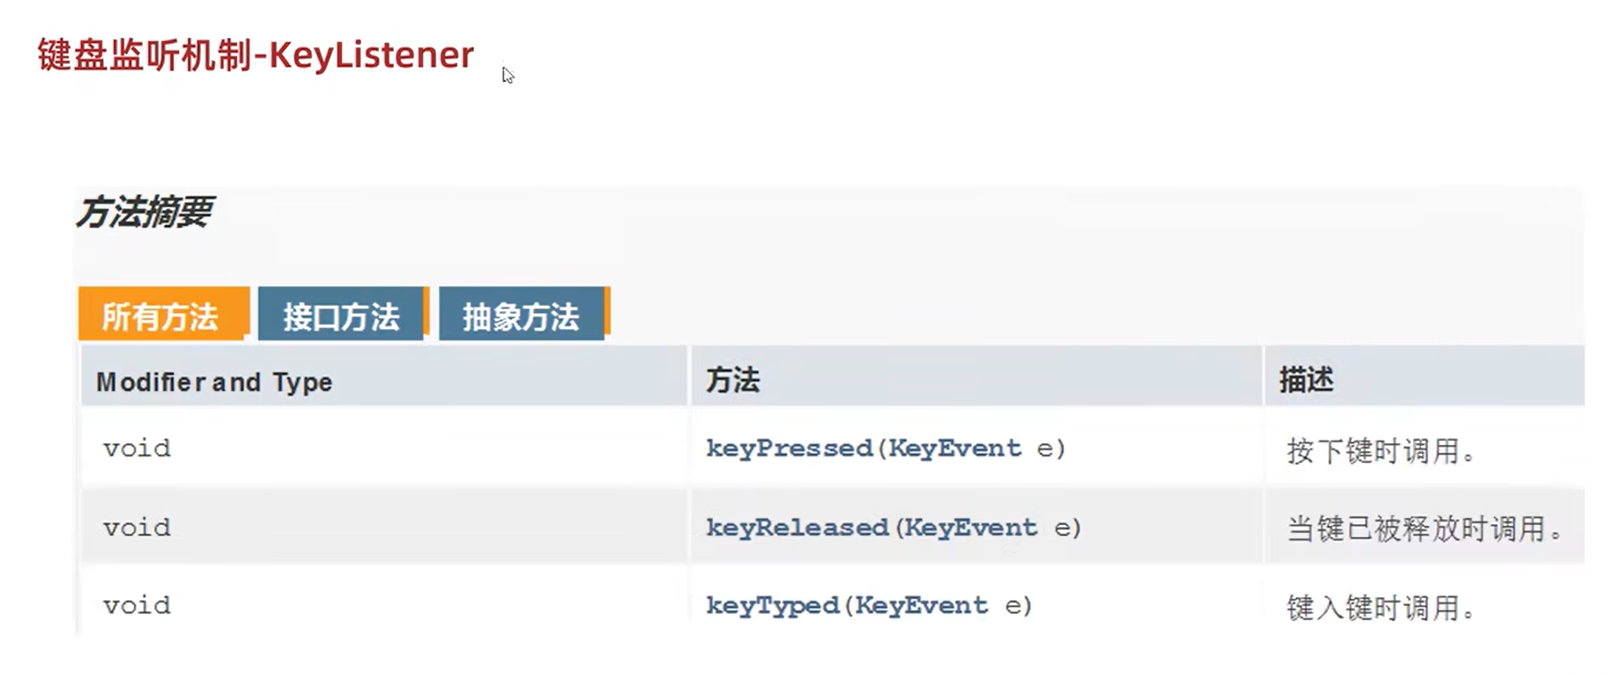 键盘监听机制-KeyListener
方法摘要
所有方法 接口方法 抽象方法
Modifier and Type 方法 描述
void keyPressed(KeyEvent e) 按下键时调用。
void keyReleased(KeyEvent e) 当键已被释放时调用。
void keyTyped(KeyEvent e) 键入键时调用。